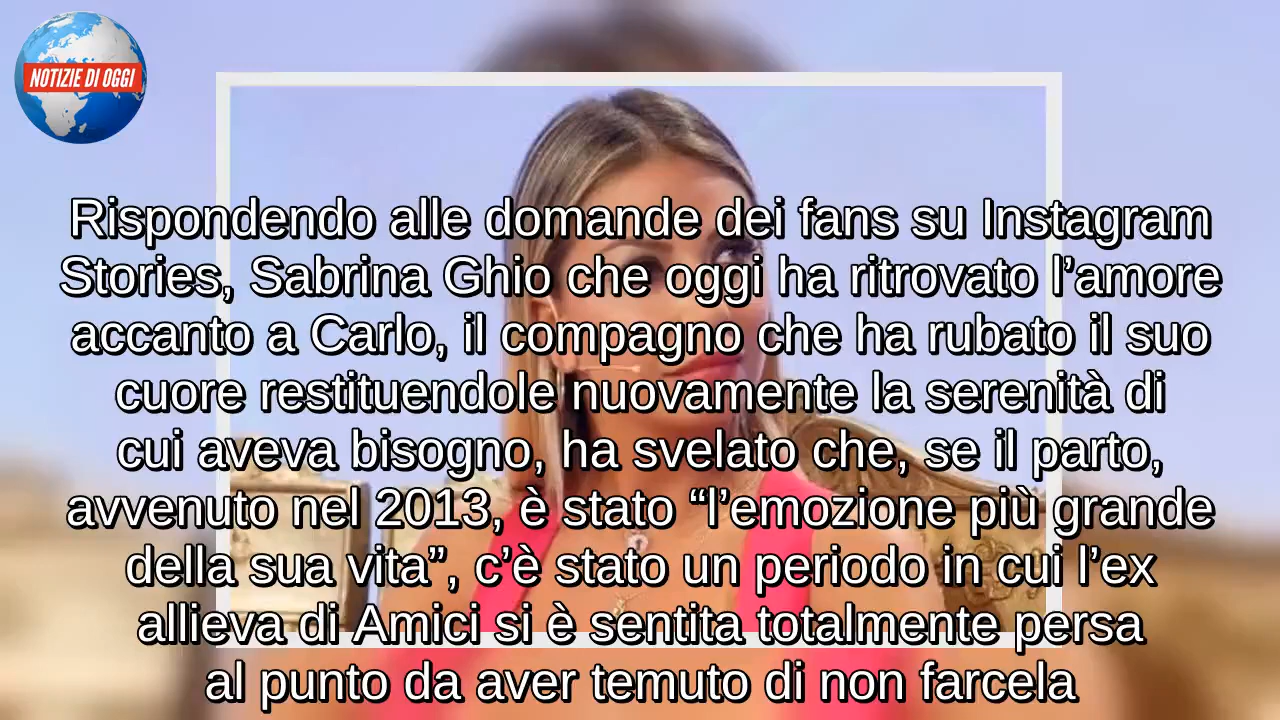 NOTIZIE DI OGGI
Rispondendo alle domande dei fans su Instagram
Stories, Sabrina Ghio che oggi ha ritrovato l’amore
accanto a Carlo, il compagno che ha rubato il suo
cuore restituendole nuovamente la serenità di
cui aveva bisogno, ha svelato che, se il parto,
avvenuto nel 2013, è stato “l’emozione più grande
della sua vita”, c’è stato un periodo in cui l’ex
allieva di Amici si è sentita totalmente persa
al punto da aver temuto di non farcela